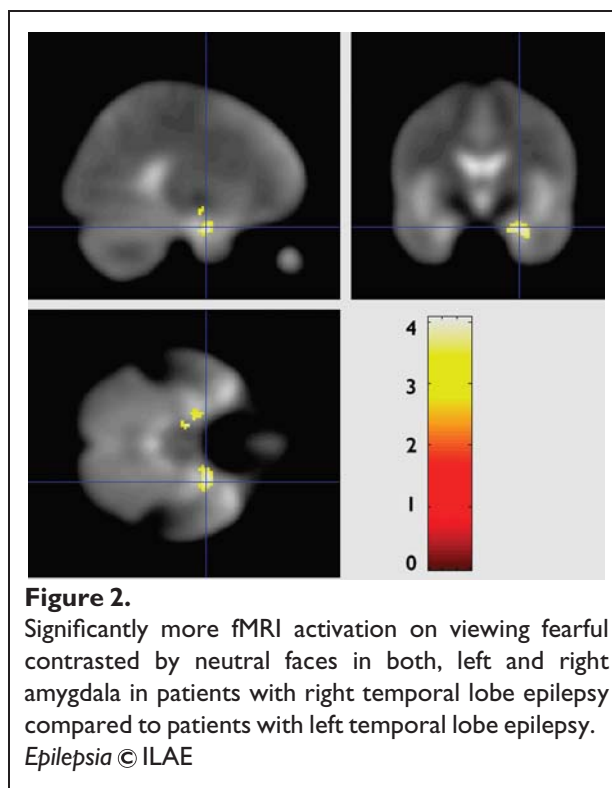 4
3
2
1
0
Figure 2.
Significantly more fMRI activation on viewing fearful
contrasted by neutral faces in both, left and right
amygdala in patients with right temporal lobe epilepsy
compared to patients with left temporal lobe epilepsy.
Epilepsia © ILAE